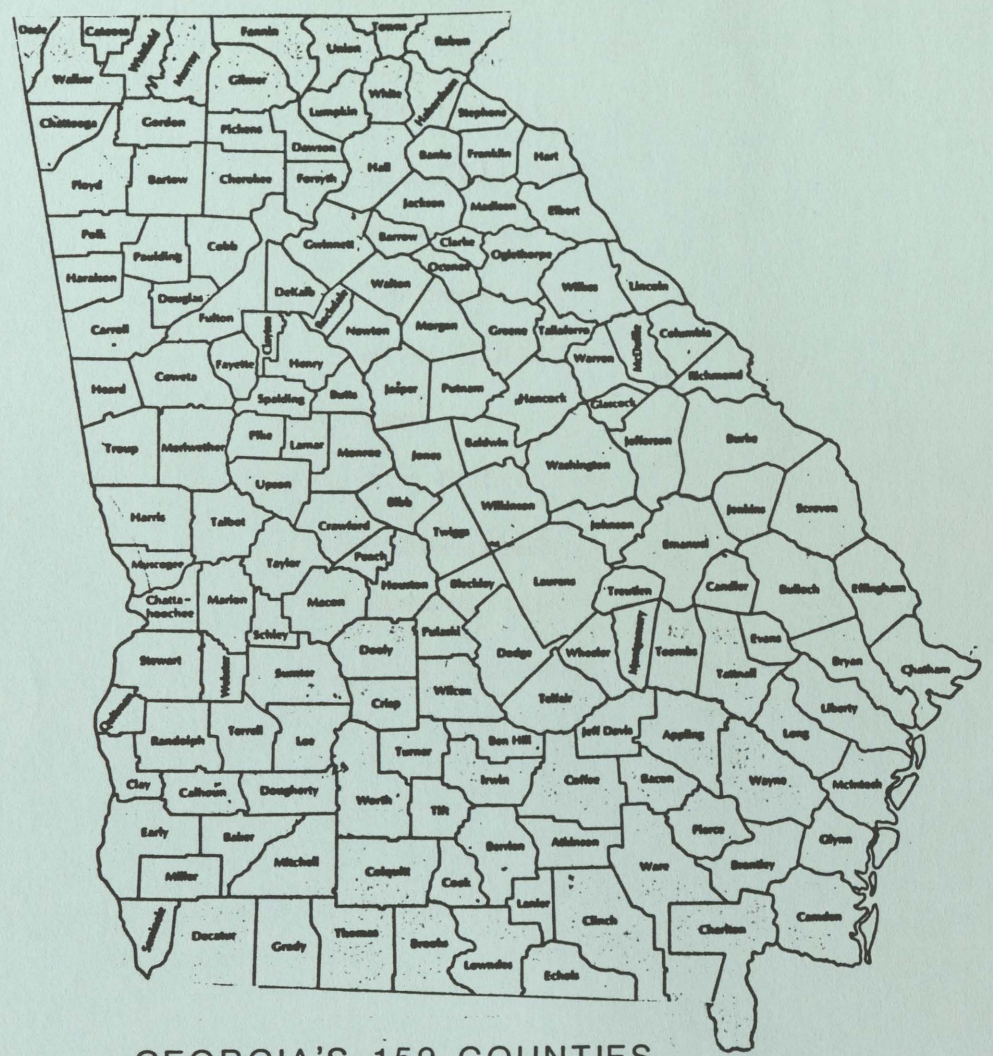 Dade
Catoosa
Whitfield
Murray
Fannin
Union
Towns
Rabun
Walker
Gilmer
Lumpkin
White
Habersham
Stephens
Chattooga
Gordon
Pickens
Dawson
Hall
Banks
Franklin
Hart
Floyd
Bartow
Cherokee
Forsyth
Jackson
Madison
Elbert
Polk
Paulding
Cobb
Gwinnett
Barrow
Clarke
Oconee
Oglethorpe
Haralson
Douglas
Fulton
DeKalb
Rockdale
Walton
Wilkes
Lincoln
Carroll
Clayton
Newton
Morgan
Greene
Taliaferro
McDuffie
Columbia
Heard
Coweta
Fayette
Henry
Spalding
Butts
Jasper
Putnam
Hancock
Warren
Glascock
Richmond
Troup
Meriwether
Pike
Lamar
Monroe
Jones
Baldwin
Washington
Jefferson
Burke
Upson
Bibb
Wilkinson
Jenkins
Screven
Harris
Talbot
Crawford
Twiggs
Johnson
Emanuel
Muscogee
Taylor
Peach
Houston
Bleckley
Laurens
Treutlen
Candler
Bulloch
Effingham
Chatta-
hoochee
Marion
Macon
Schley
Dooly
Pulaski
Dodge
Wheeler
Montgomery
Toombs
Tattnall
Evans
Bryan
Chatham
Stewart
Webster
Sumter
Crisp
Wilcox
Telfair
Quitman
Randolph
Terrell
Lee
Turner
Ben Hill
Jeff Davis
Appling
Long
Liberty
Clay
Calhoun
Dougherty
Worth
Tift
Irwin
Coffee
Bacon
Wayne
McIntosh
Early
Baker
Mitchell
Colquitt
Cook
Berrien
Atkinson
Ware
Pierce
Brantley
Glynn
Miller
Lanier
Clinch
Charlton
Camden
Seminole
Decatur
Grady
Thomas
Brooks
Lowndes
Echols
GEORGIA'S 159 COUNTIES